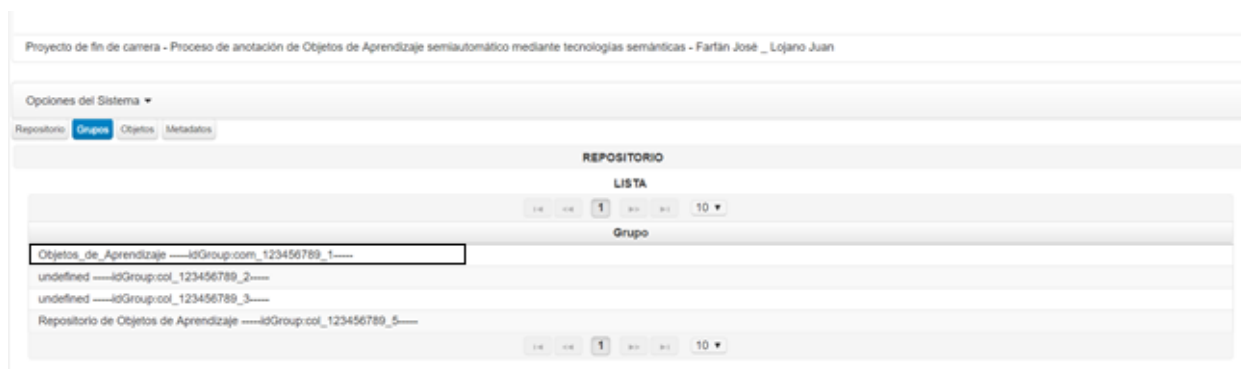 Proyecto de fin de carrera - Proceso de anotación de Objetos de Aprendizaje semiautomático mediante tecnologías semánticas - Farfán José _ Lojano Juan
Opciones del Sistema ▾
Repositorio Grupos Objetos Metadatos
REPOSITORIO
LISTA
1 10 ▾
Grupo
Objetos_de_Aprendizaje -----idGroup:com_123456789_1-----
undefined -----idGroup:col_123456789_2-----
undefined -----idGroup:col_123456789_3-----
Repositorio de Objetos de Aprendizaje -----idGroup:col_123456789_5-----
1 10 ▾